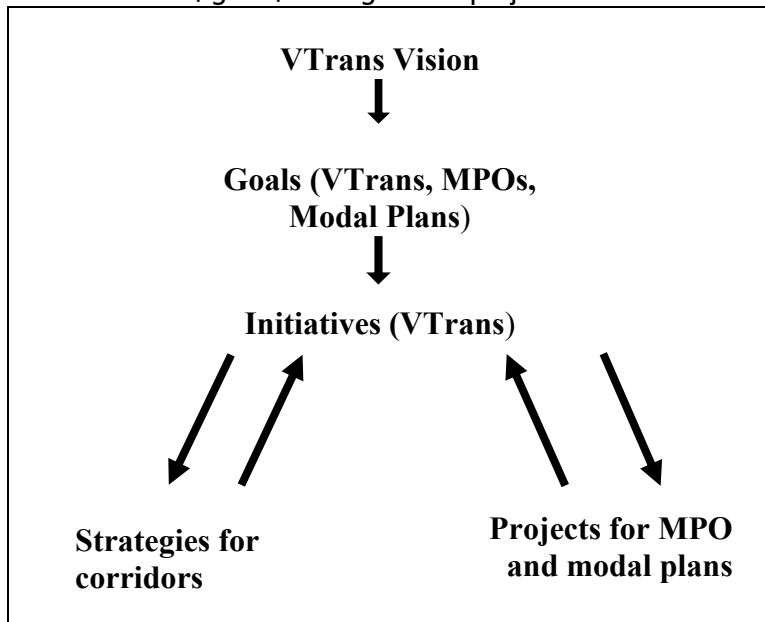 VTrans Vision
Goals (VTrans, MPOs,
Modal Plans)
Initiatives (VTrans)
Strategies for
corridors
Projects for MPO
and modal plans